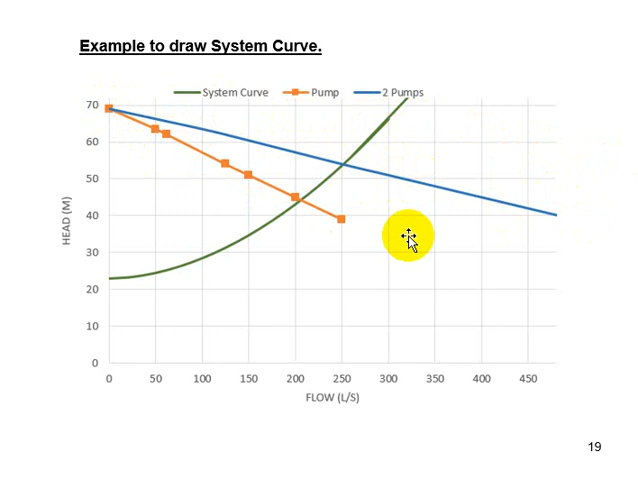 Example to draw System Curve.
System Curve Pump 2 Pumps
70
60
50
40
30
20
10
0
HEAD (M)
0 50 100 150 200 250 300 350 400 450
FLOW (L/S)
19